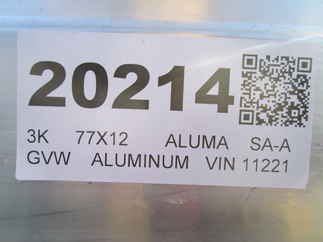 20214
3K 77X12 ALUMA SA-A
GVW ALUMINUM VIN 11221